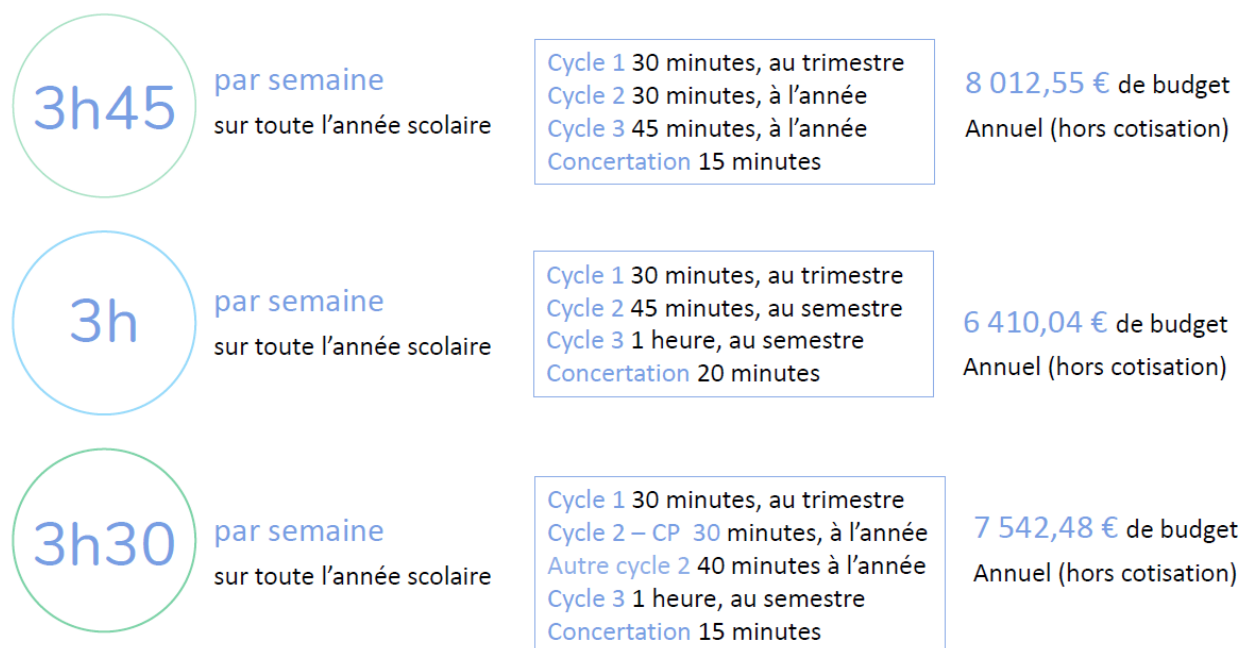 3h45
par semaine
sur toute l'année scolaire
Cycle 1 30 minutes, au trimestre
Cycle 2 30 minutes, à l'année
Cycle 3 45 minutes, à l'année
Concertation 15 minutes
8 012,55 € de budget
Annuel (hors cotisation)
3h
par semaine
sur toute l'année scolaire
Cycle 1 30 minutes, au trimestre
Cycle 2 45 minutes, au semestre
Cycle 3 1 heure, au semestre
Concertation 20 minutes
6 410,04 € de budget
Annuel (hors cotisation)
3h30
par semaine
sur toute l'année scolaire
Cycle 1 30 minutes, au trimestre
Cycle 2 – CP 30 minutes, à l'année
Autre cycle 2 40 minutes à l'année
Cycle 3 1 heure, au semestre
Concertation 15 minutes
7 542,48 € de budget
Annuel (hors cotisation)